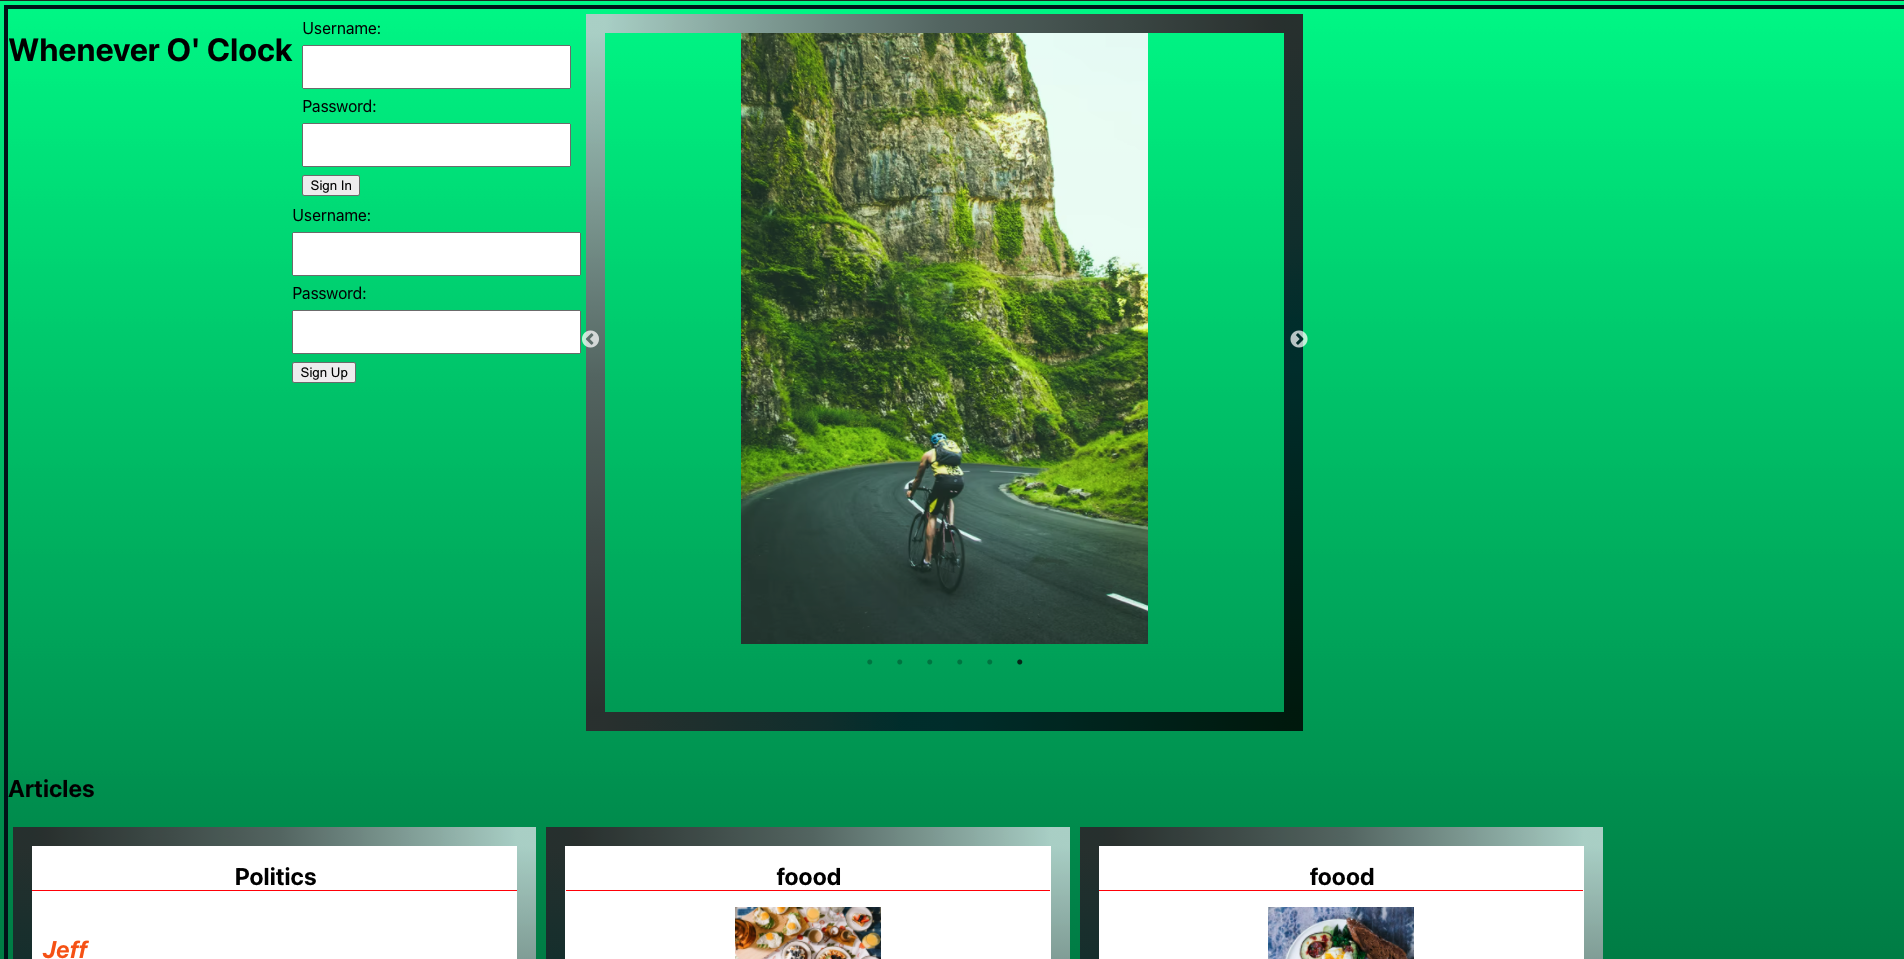 Whenever O' Clock
Username:
Password:
Sign In
Username:
Password:
Sign Up
Articles
Politics
foood
foood
Jeff